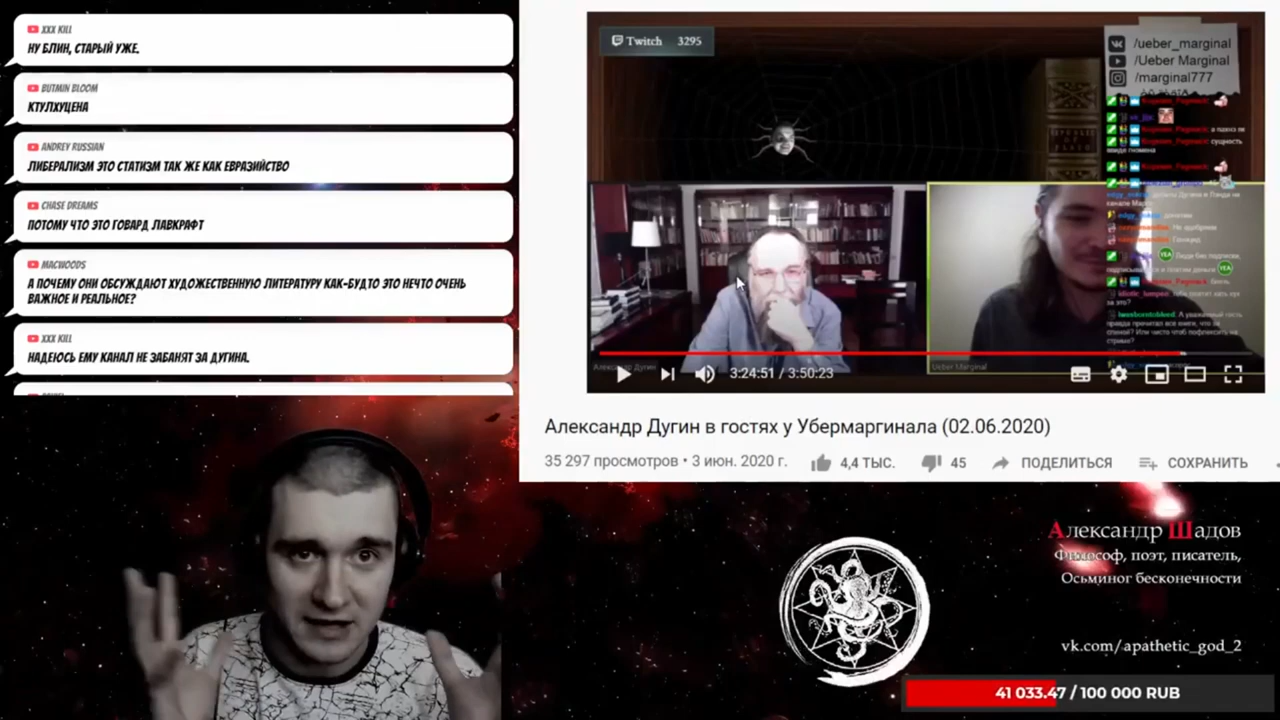 XXX KILL
НУ БЛИН, СТАРЫЙ УЖЕ.
BUTMIN BLOOM
КТУЛХУЦЕНА
ANDREY RUSSIAN
ЛИБЕРАЛИЗМ ЭТО СТАТИЗМ ТАК ЖЕ КАК ЕВРАЗИЙСТВО
CHASE DREAMS
ПОТОМУ ЧТО ЭТО ГОВАРД ЛАВКРАФТ
MACWOODS
А ПОЧЕМУ ОНИ ОБСУЖДАЮТ ХУДОЖЕСТВЕННУЮ ЛИТЕРАТУРУ КАК-БУДТО ЭТО НЕЧТО ОЧЕНЬ
ВАЖНОЕ И РЕАЛЬНОЕ?
XXX KILL
НАДЕЮСЬ ЕМУ КАНАЛ НЕ ЗАБАНЯТ ЗА ДУГИНА.
Twitch 3295
/ueber_marginal
/Ueber Marginal
/marginal777
Александр Дугин
Ueber Marginal
3:24:51 / 3:50:23
Александр Дугин в гостях у Убермаргинала (02.06.2020)
35 297 просмотров • 3 июн. 2020 г.
4,4 ТЫС.
45
ПОДЕЛИТЬСЯ
СОХРАНИТЬ
Александр Шадов
Философ, поэт, писатель,
Осьминог бесконечности
vk.com/apathetic_god_2
41 033.47 / 100 000 RUB